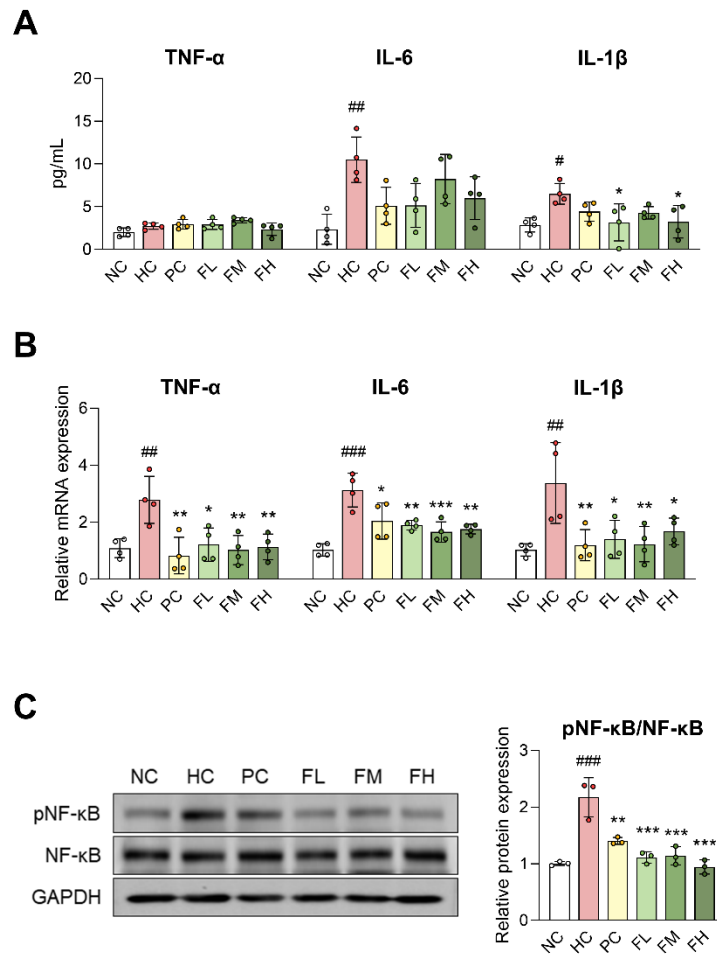 A
TNF-α IL-6 IL-1β
pg/mL
20
15
10
5
0
## # * *
NC HC PC FL FM FH NC HC PC FL FM FH NC HC PC FL FM FH
B
TNF-α IL-6 IL-1β
Relative mRNA expression
6
4
2
0
## ** * ** ** ### * ** *** ** ## ** * ** *
NC HC PC FL FM FH NC HC PC FL FM FH NC HC PC FL FM FH
C
NC HC PC FL FM FH
pNF-κB
NF-κB
GAPDH
pNF-κB/NF-κB
Relative protein expression
3
2
1
0
### ** *** *** ***
NC HC PC FL FM FH